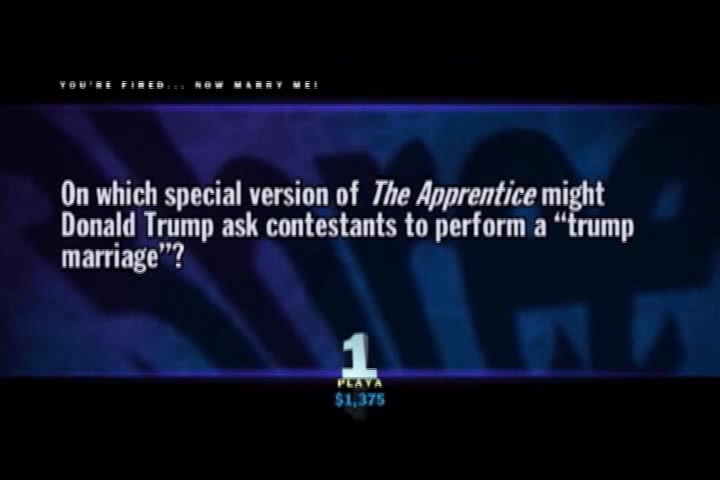 YOU'RE FIRED... NOW MARRY ME!
On which special version of The Apprentice might
Donald Trump ask contestants to perform a “trump
marriage”?
1
PLAYA
$1,375